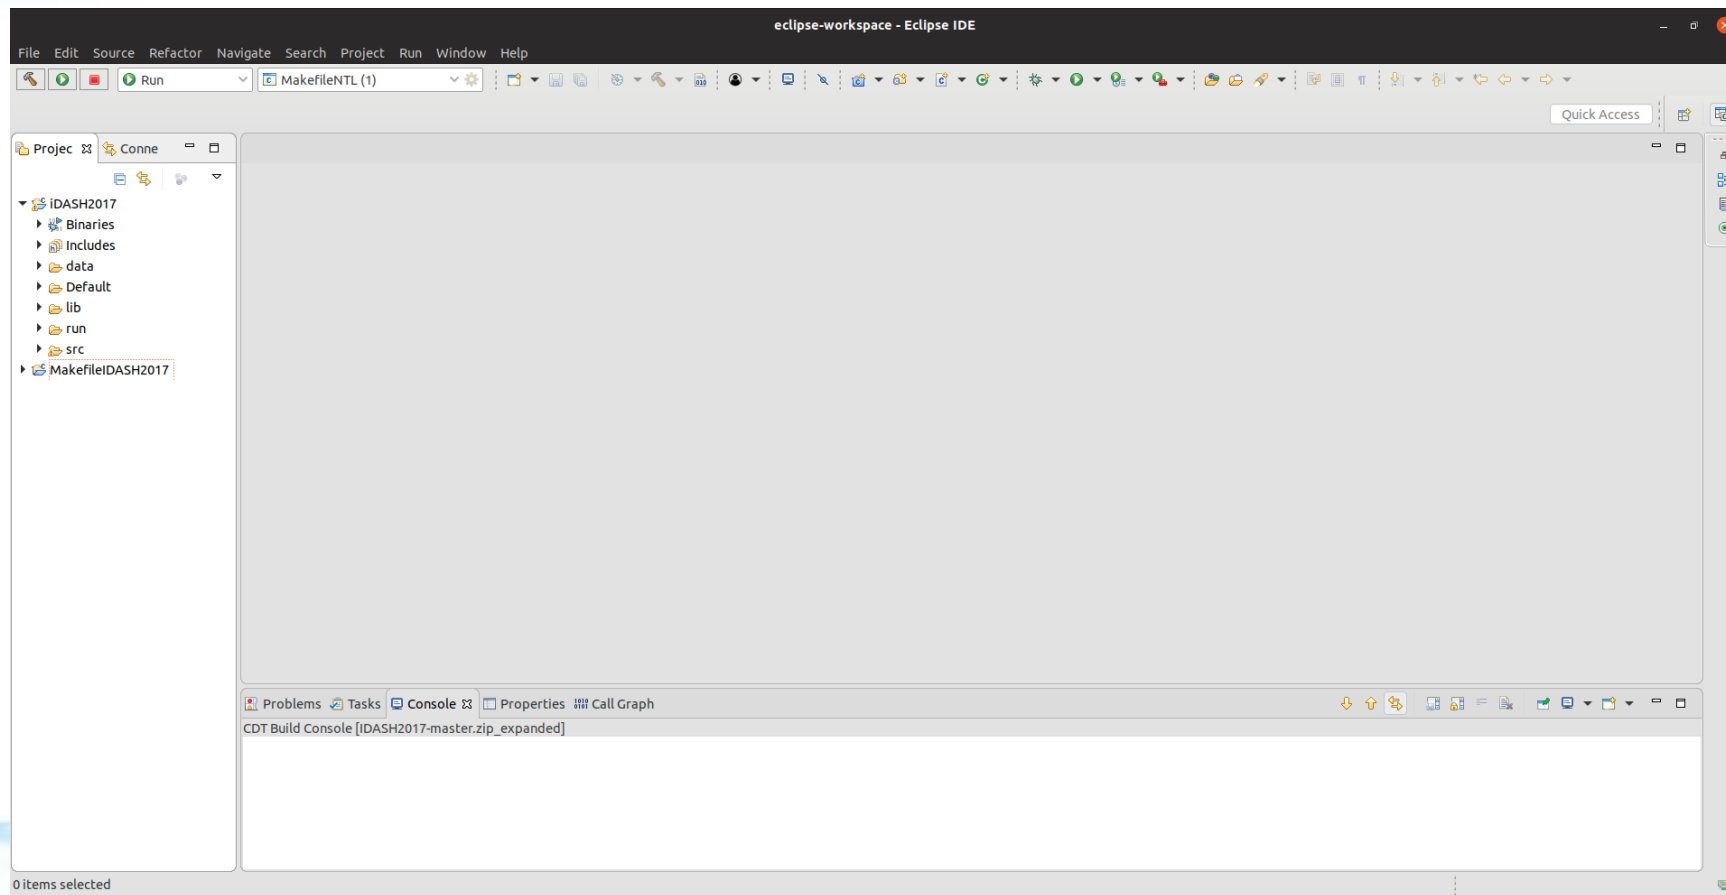 eclipse-workspace - Eclipse IDE
File Edit Source Refactor Navigate Search Project Run Window Help
Run MakefileNTL (1)
Quick Access
Projec Conne
iDASH2017
Binaries
Includes
data
Default
lib
run
src
MakefileIDASH2017
Problems Tasks Console Properties Call Graph
CDT Build Console [IDASH2017-master.zip_expanded]
0 items selected